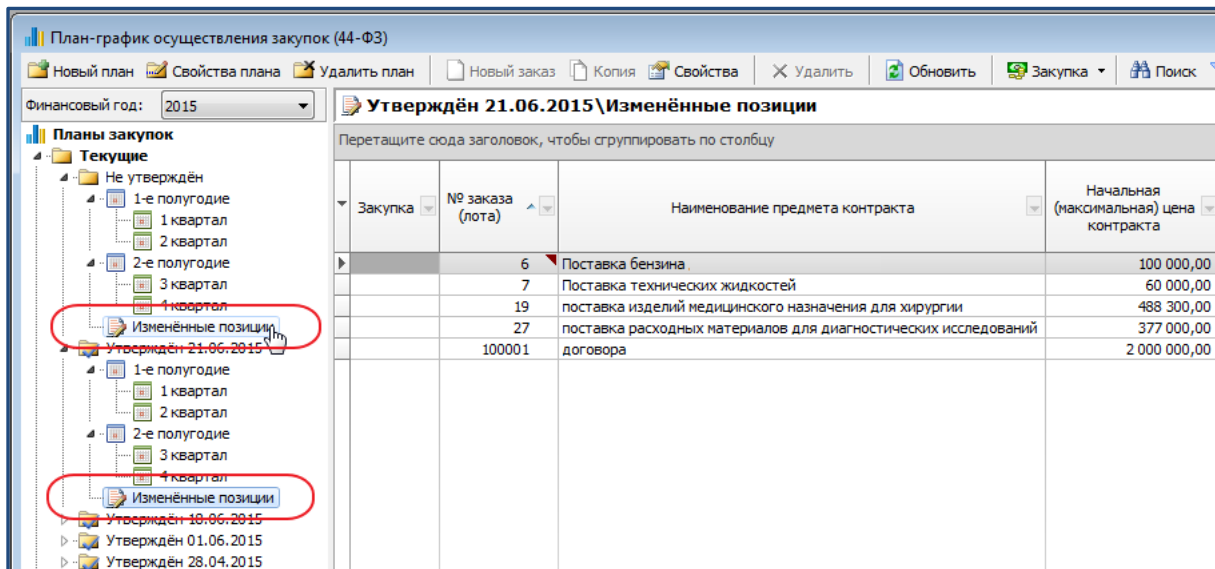 План-график осуществления закупок (44-ФЗ)
Новый план Свойства плана Удалить план Новый заказ Копия Свойства Удалить Обновить Закупка Поиск
Финансовый год: 2015
Планы закупок
Текущие
Не утверждён
1-е полугодие
1 квартал
2 квартал
2-е полугодие
3 квартал
4 квартал
Изменённые позиции
Утверждён 21.06.2015
1-е полугодие
1 квартал
2 квартал
2-е полугодие
3 квартал
4 квартал
Изменённые позиции
Утверждён 18.06.2015
Утверждён 01.06.2015
Утверждён 28.04.2015
Утверждён 21.06.2015\Изменённые позиции
Перетащите сюда заголовок, чтобы сгруппировать по столбцу
Закупка
№ заказа
(лота)
Наименование предмета контракта
Начальная
(максимальная) цена
контракта
6 Поставка бензина 100 000,00
7 Поставка технических жидкостей 60 000,00
19 поставка изделий медицинского назначения для хирургии 488 300,00
27 поставка расходных материалов для диагностических исследований 377 000,00
100001 договора 2 000 000,00